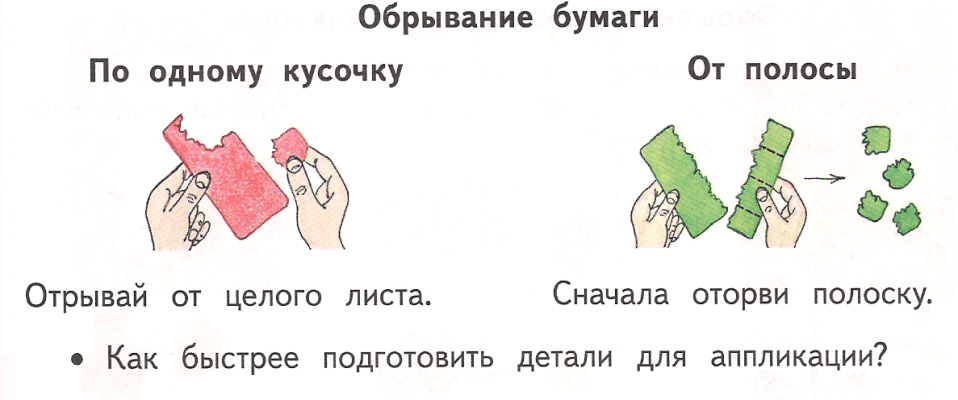 Обрывание бумаги
По одному кусочку
От полосы
Отрывай от целого листа.
Сначала оторви полоску.
• Как быстрее подготовить детали для аппликации?